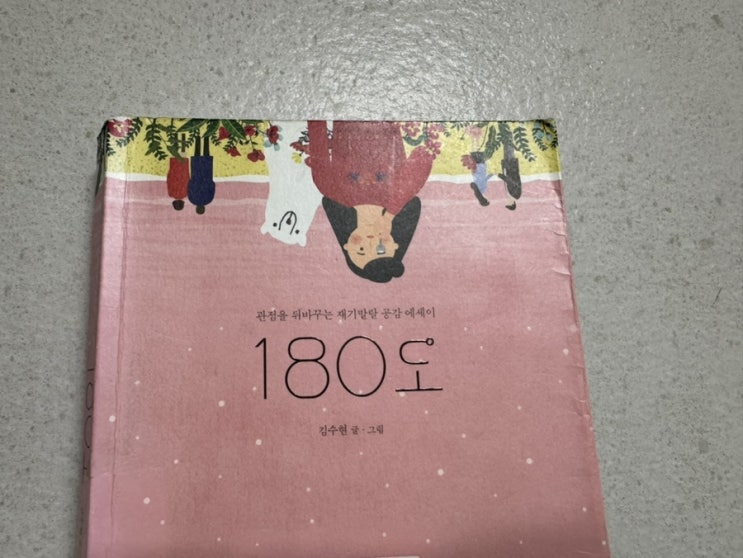 관점을 뒤바꾸는 재기발랄 공감 에세이
180도
김수현 글·그림
180